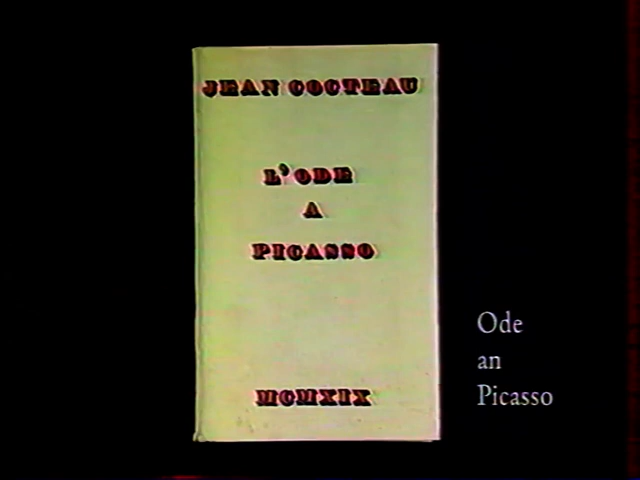 JEAN COCTEAU
L'ODE
A
PICASSO
MCMXIX
Ode
an
Picasso